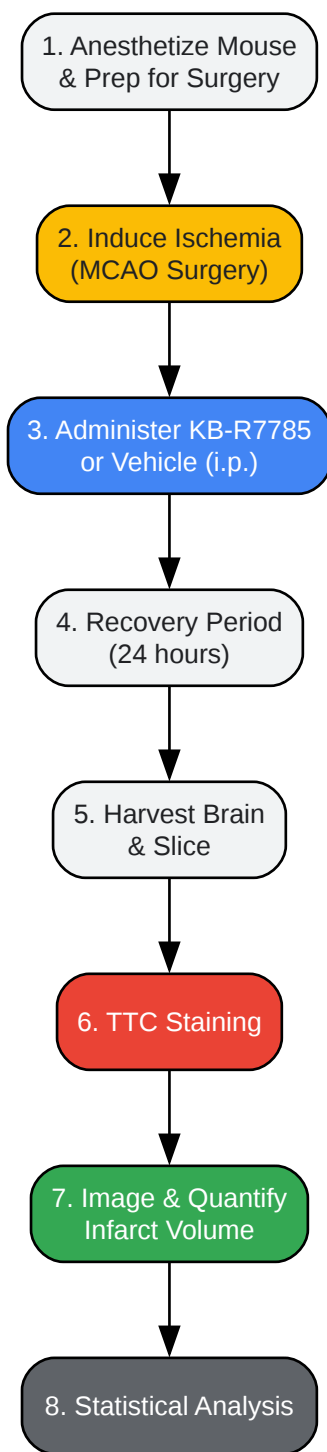 1. Anesthetize Mouse
& Prep for Surgery
2. Induce Ischemia
(MCAO Surgery)
3. Administer KB-R7785
or Vehicle (i.p.)
4. Recovery Period
(24 hours)
5. Harvest Brain
& Slice
6. TTC Staining
7. Image & Quantify
Infarct Volume
8. Statistical Analysis